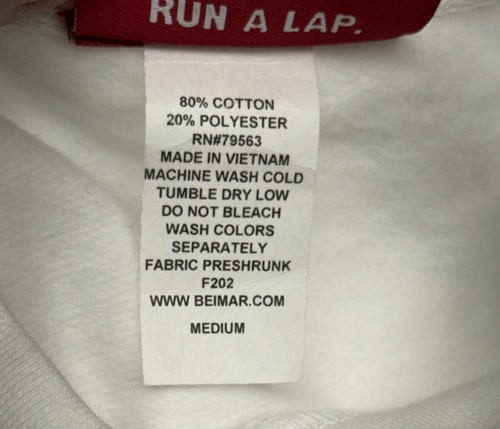 RUN A LAP.
80% COTTON
20% POLYESTER
RN#79563
MADE IN VIETNAM
MACHINE WASH COLD
TUMBLE DRY LOW
DO NOT BLEACH
WASH COLORS
SEPARATELY
FABRIC PRESHRUNK
F202
WWW BEIMAR.COM
MEDIUM